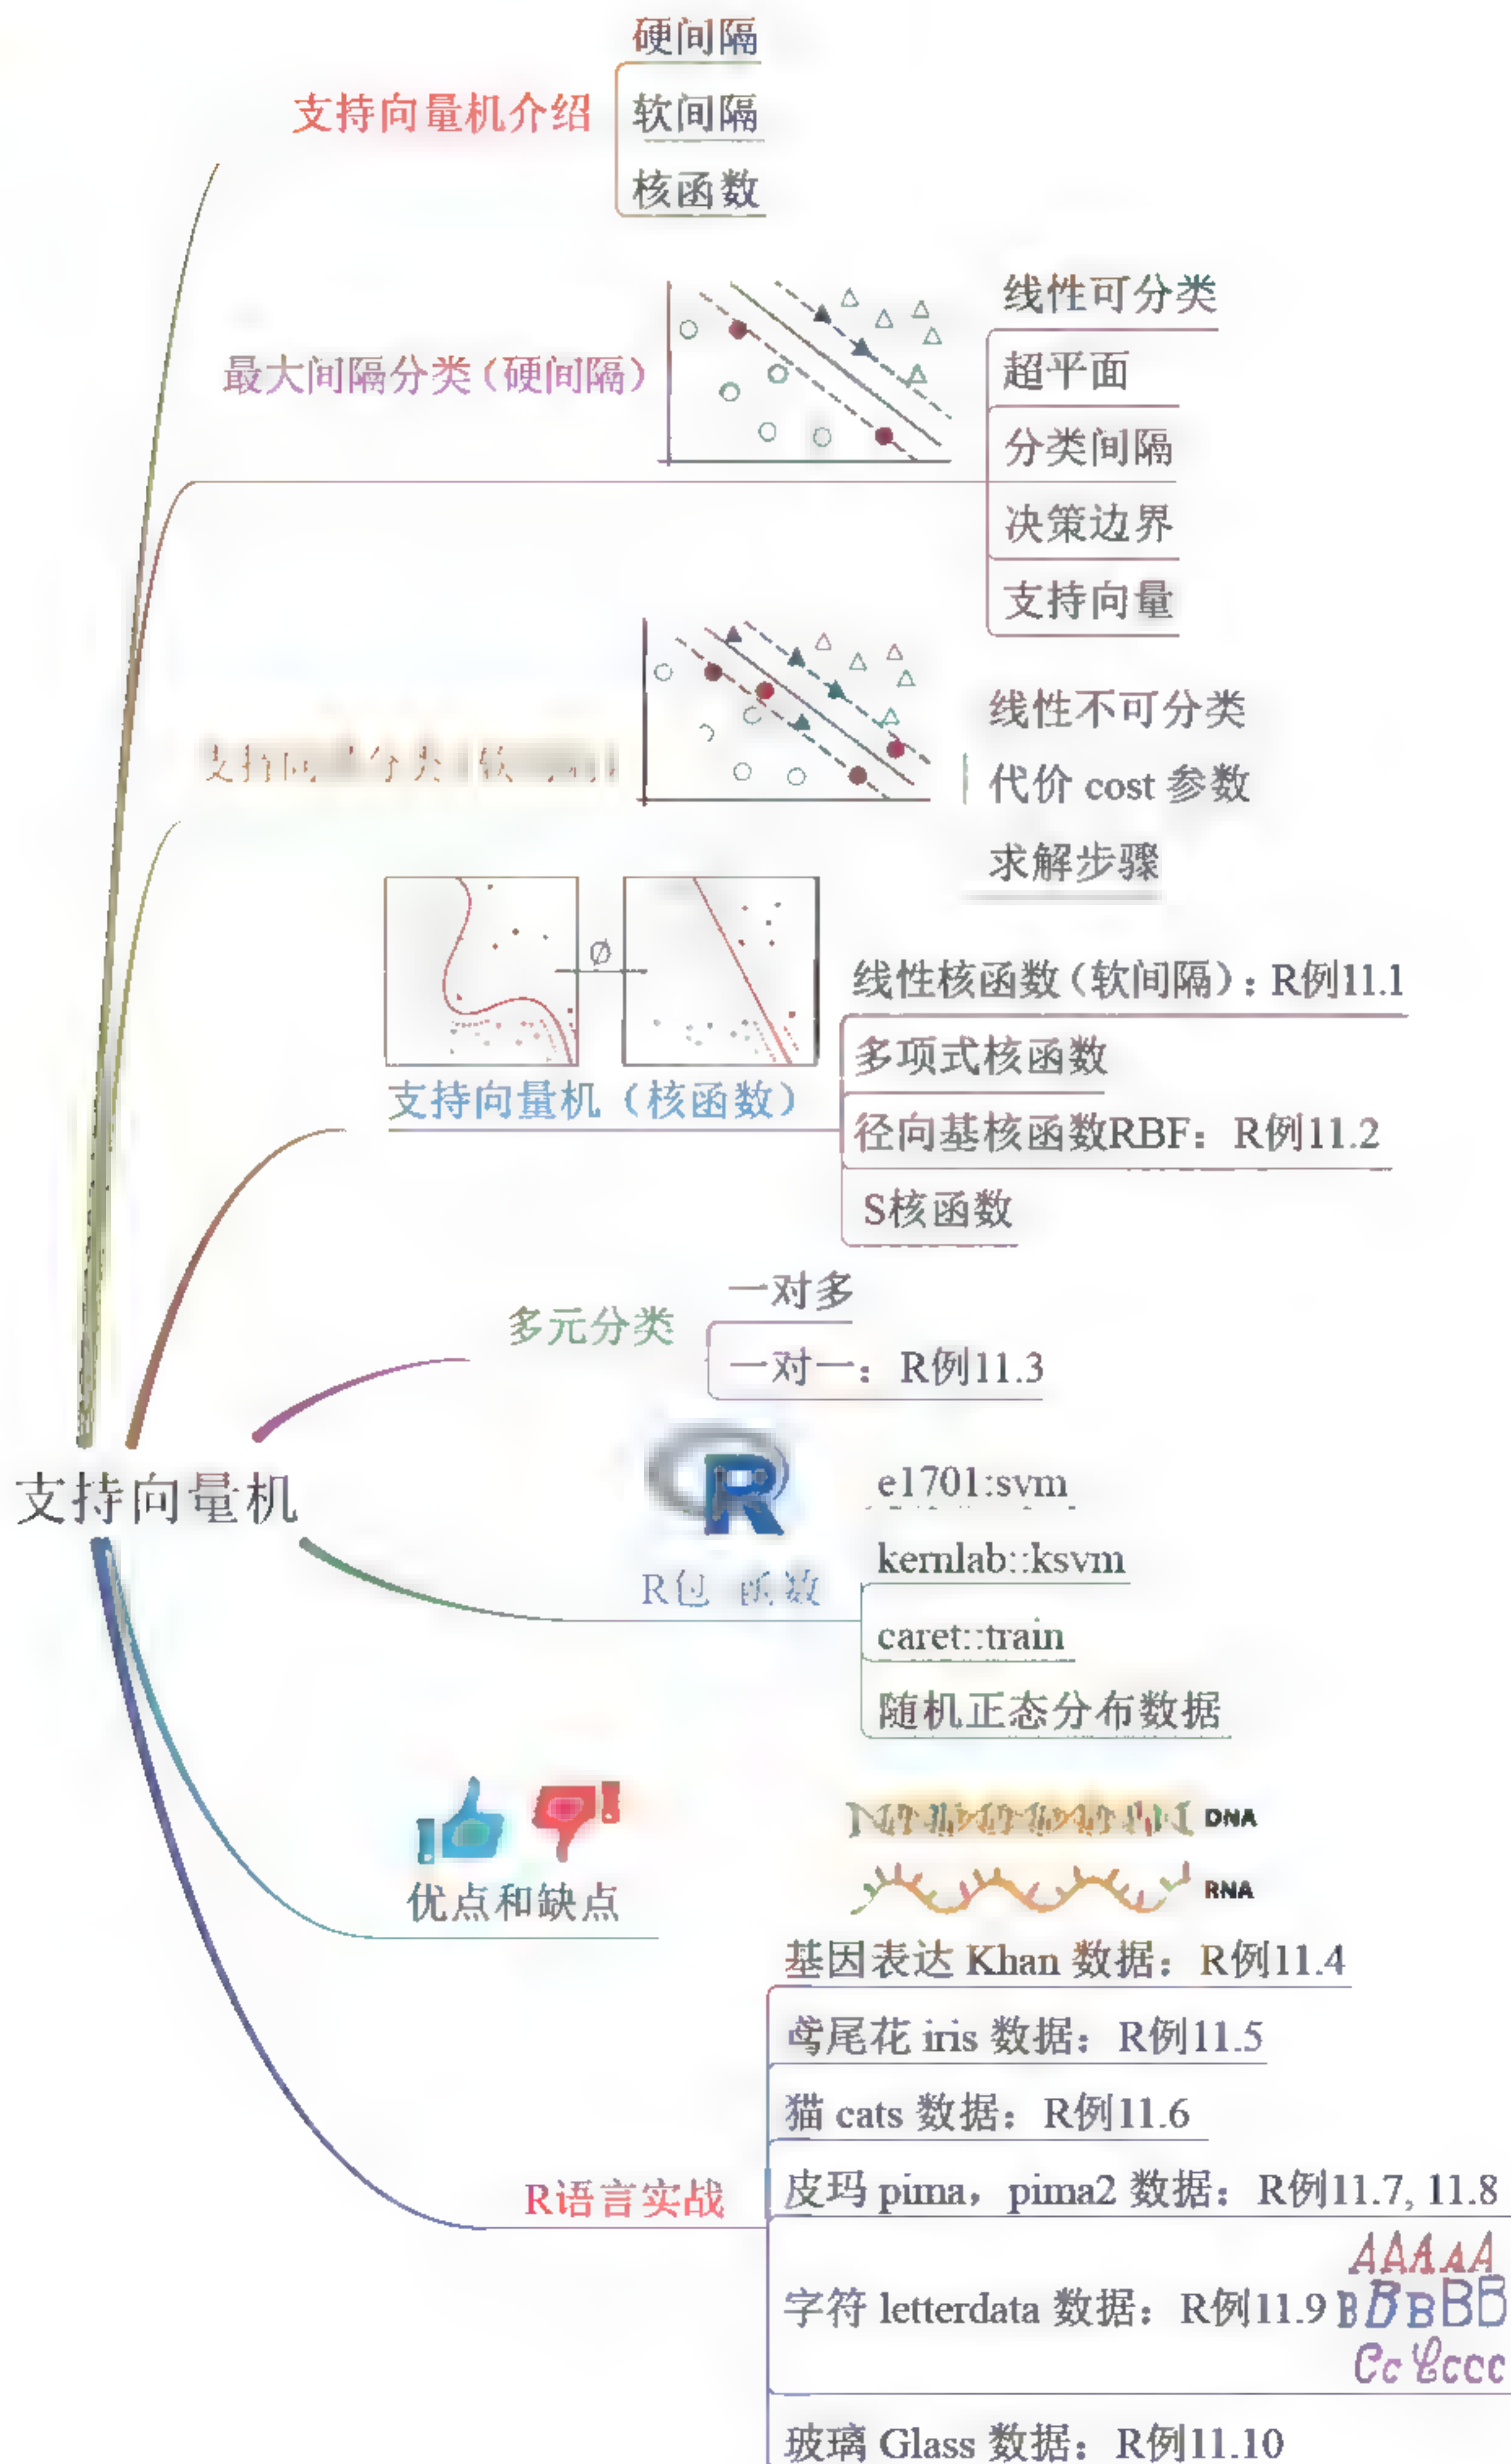 硬间隔
支持向量机介绍
软间隔
核函数
线性可分类
最大间隔分类（硬间隔）
超平面
分类间隔
决策边界
支持向量
线性不可分类
代价 cost 参数
求解步骤
Ø
线性核函数（软间隔）：R例11.1
多项式核函数
支持向量机（核函数）
径向基核函数RBF：R例11.2
S核函数
一对多
多元分类
一对一：R例11.3
支持向量机
R
e1701:svm
kernlab::ksvm
R包 函数
caret::train
随机正态分布数据
DNA
RNA
优点和缺点
基因表达 Khan 数据：R例11.4
鸢尾花 iris 数据：R例11.5
猫 cats 数据：R例11.6
R语言实战
皮玛 pima，pima2 数据：R例11.7, 11.8
AAAAA
字符 letterdata 数据：R例11.9 BBBBB
CcCccc
玻璃 Glass 数据：R例11.10